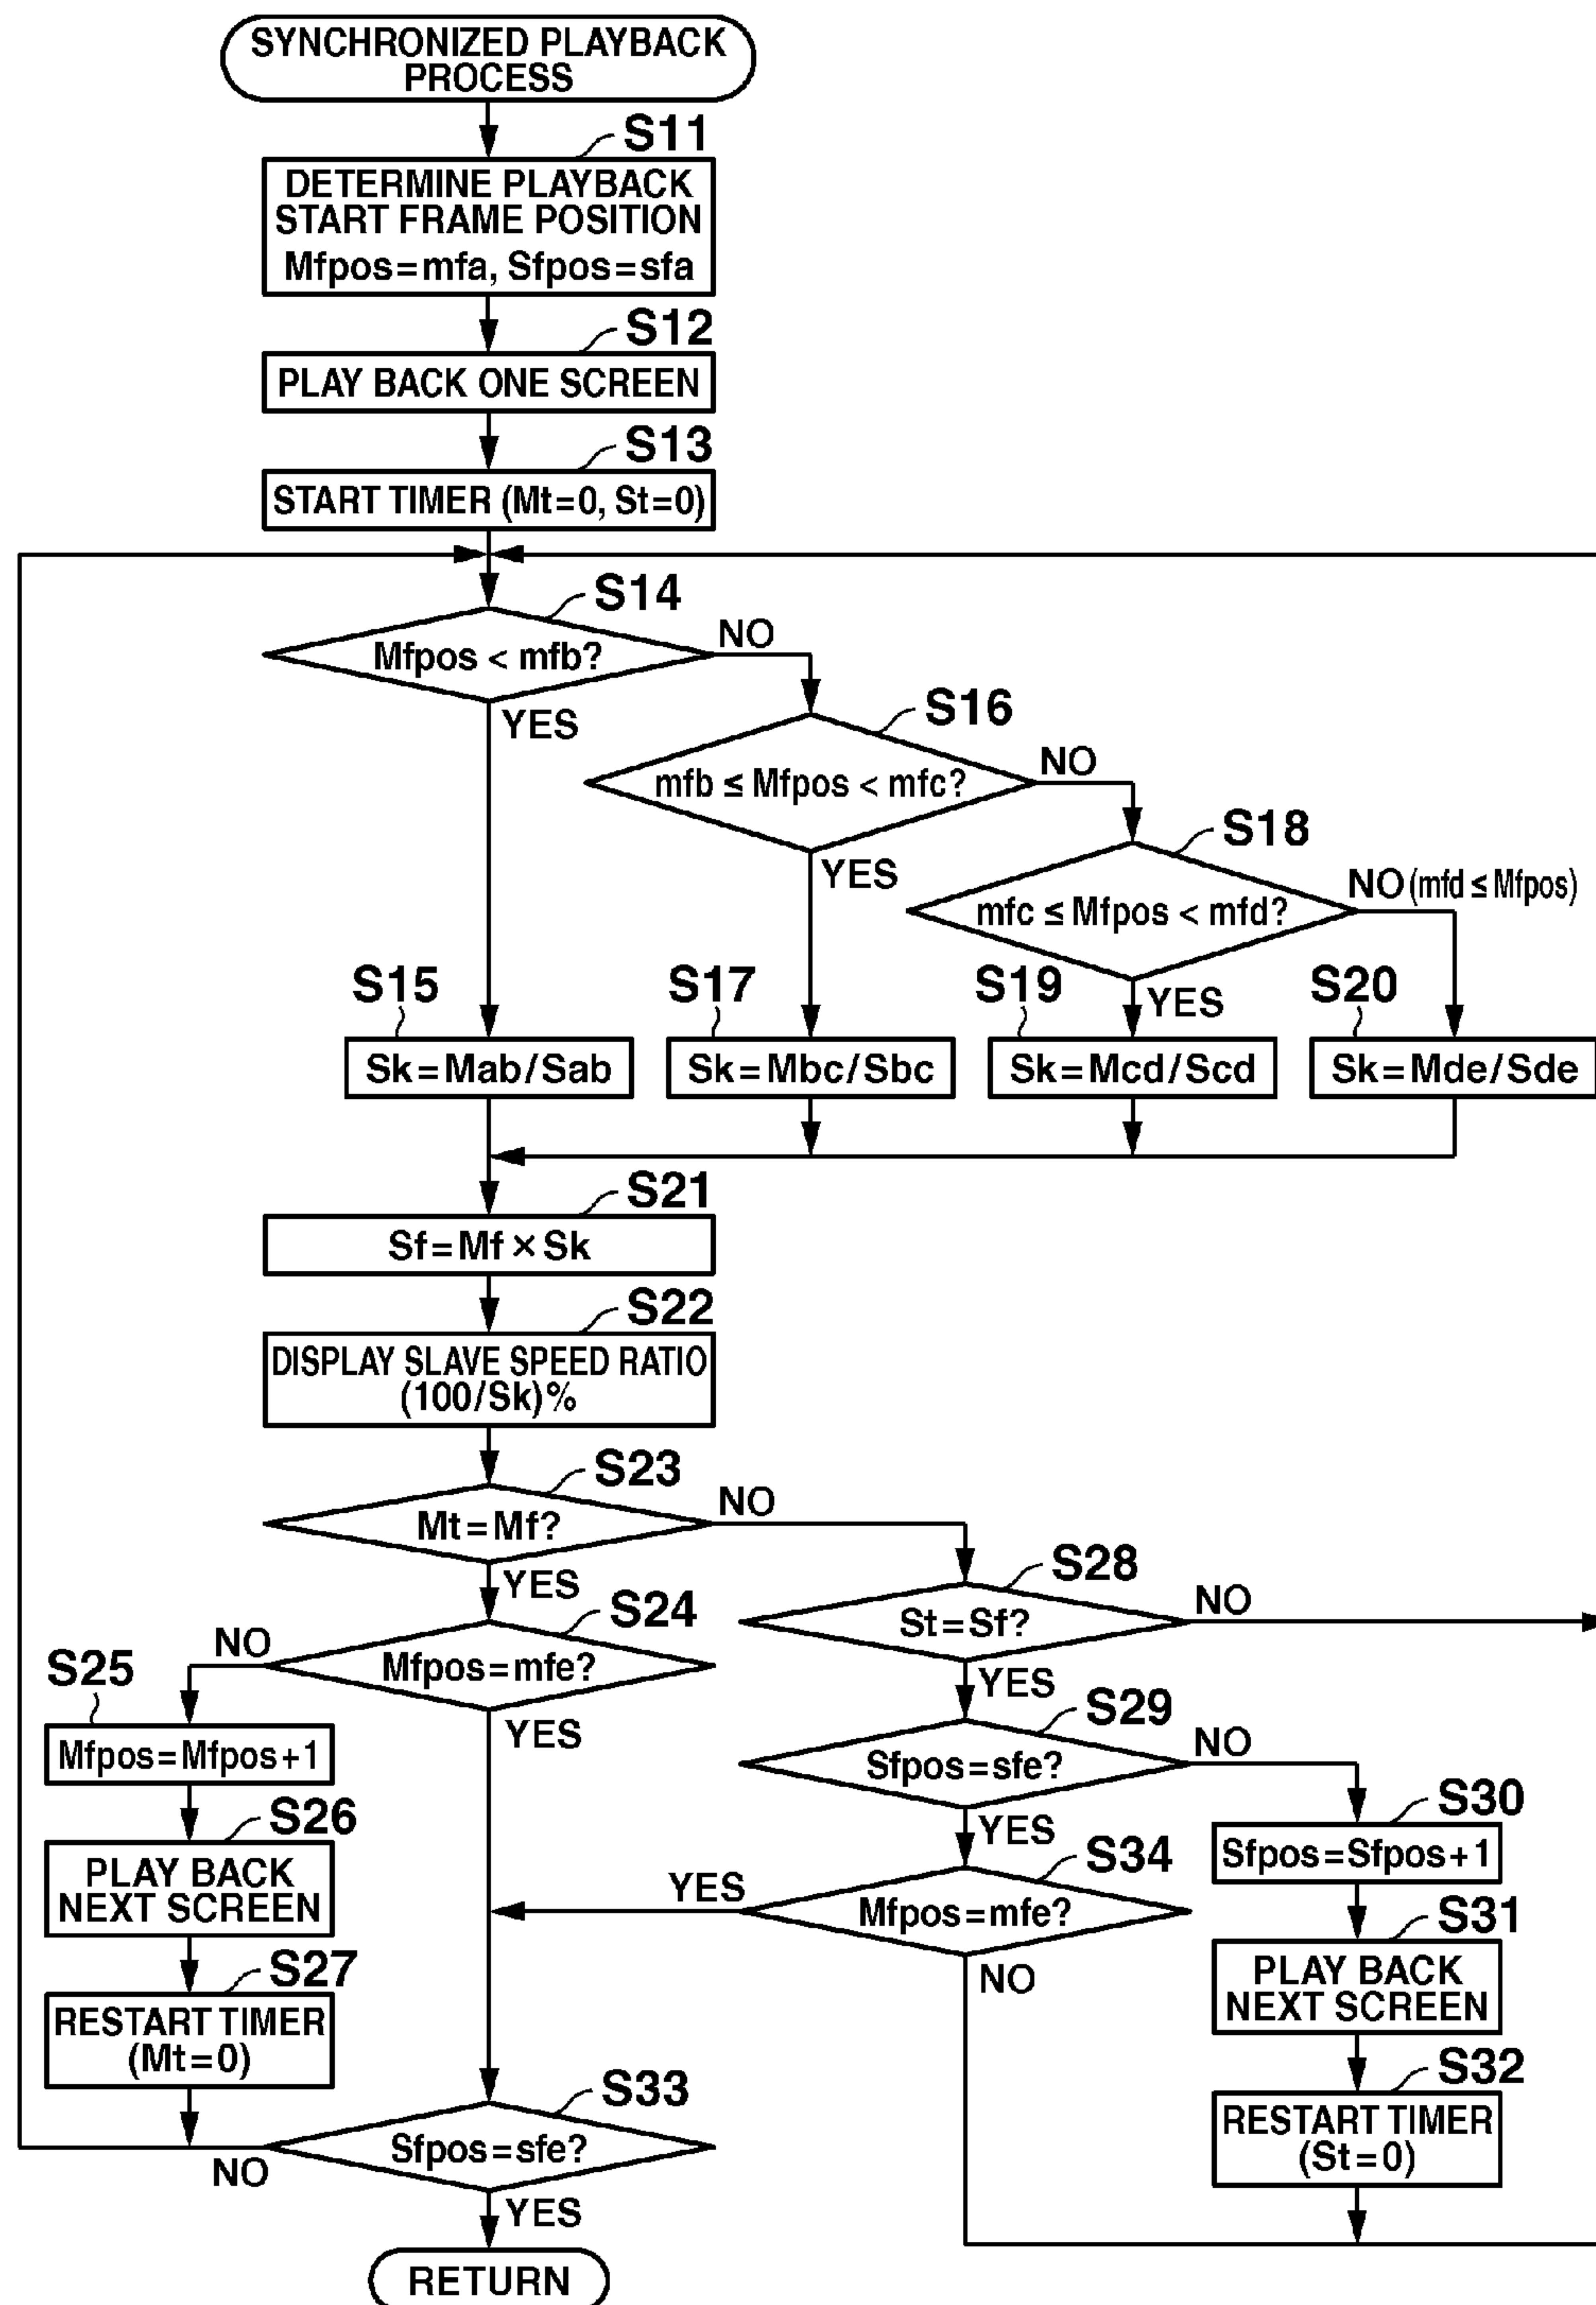 SYNCHRONIZED PLAYBACK
PROCESS
S11
DETERMINE PLAYBACK
START FRAME POSITION
Mfpos=mfa, Sfpos=sfa
S12
PLAY BACK ONE SCREEN
S13
START TIMER (Mt=0, St=0)
S14
Mfpos < mfb?
NO
YES
S16
mfb ≤ Mfpos < mfc?
NO
YES
S18
mfc ≤ Mfpos < mfd?
NO (mfd ≤ Mfpos)
YES
S15
Sk=Mab/Sab
S17
Sk=Mbc/Sbc
S19
Sk=Mcd/Scd
S20
Sk=Mde/Sde
S21
Sf=Mf×Sk
S22
DISPLAY SLAVE SPEED RATIO
(100/Sk)%
S23
Mt=Mf?
NO
YES
S24
Mfpos=mfe?
NO
YES
S25
Mfpos=Mfpos+1
S26
PLAY BACK
NEXT SCREEN
S27
RESTART TIMER
(Mt=0)
S28
St=Sf?
NO
YES
S29
Sfpos=sfe?
NO
YES
S30
Sfpos=Sfpos+1
S31
PLAY BACK
NEXT SCREEN
S32
RESTART TIMER
(St=0)
S34
Mfpos=mfe?
YES
NO
S33
Sfpos=sfe?
NO
YES
RETURN